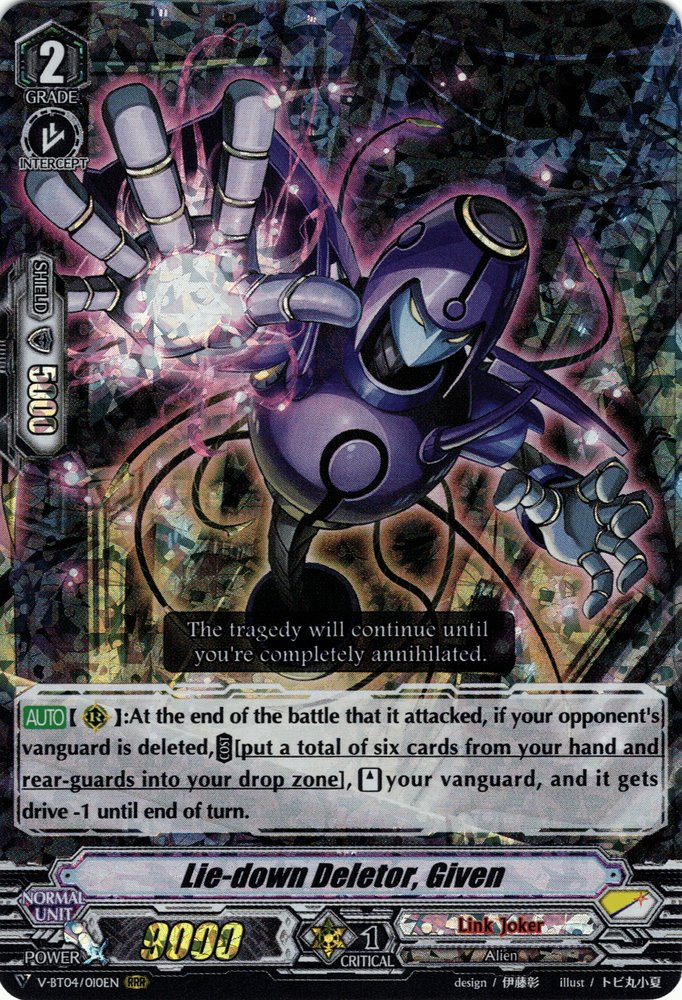 2
GRADE
INTERCEPT
SHIELD
5000
The tragedy will continue until
you're completely annihilated.
AUTO【 R 】:At the end of the battle that it attacked, if your opponent's
vanguard is deleted, COST [put a total of six cards from your hand and
rear-guards into your drop zone], your vanguard, and it gets
drive -1 until end of turn.
Lie-down Deletor, Given
NORMAL
UNIT
POWER
9000
1
CRITICAL
Link Joker
Alien
V-BT04/010EN RRR
design / 伊藤彰 illust / トビ丸小夏